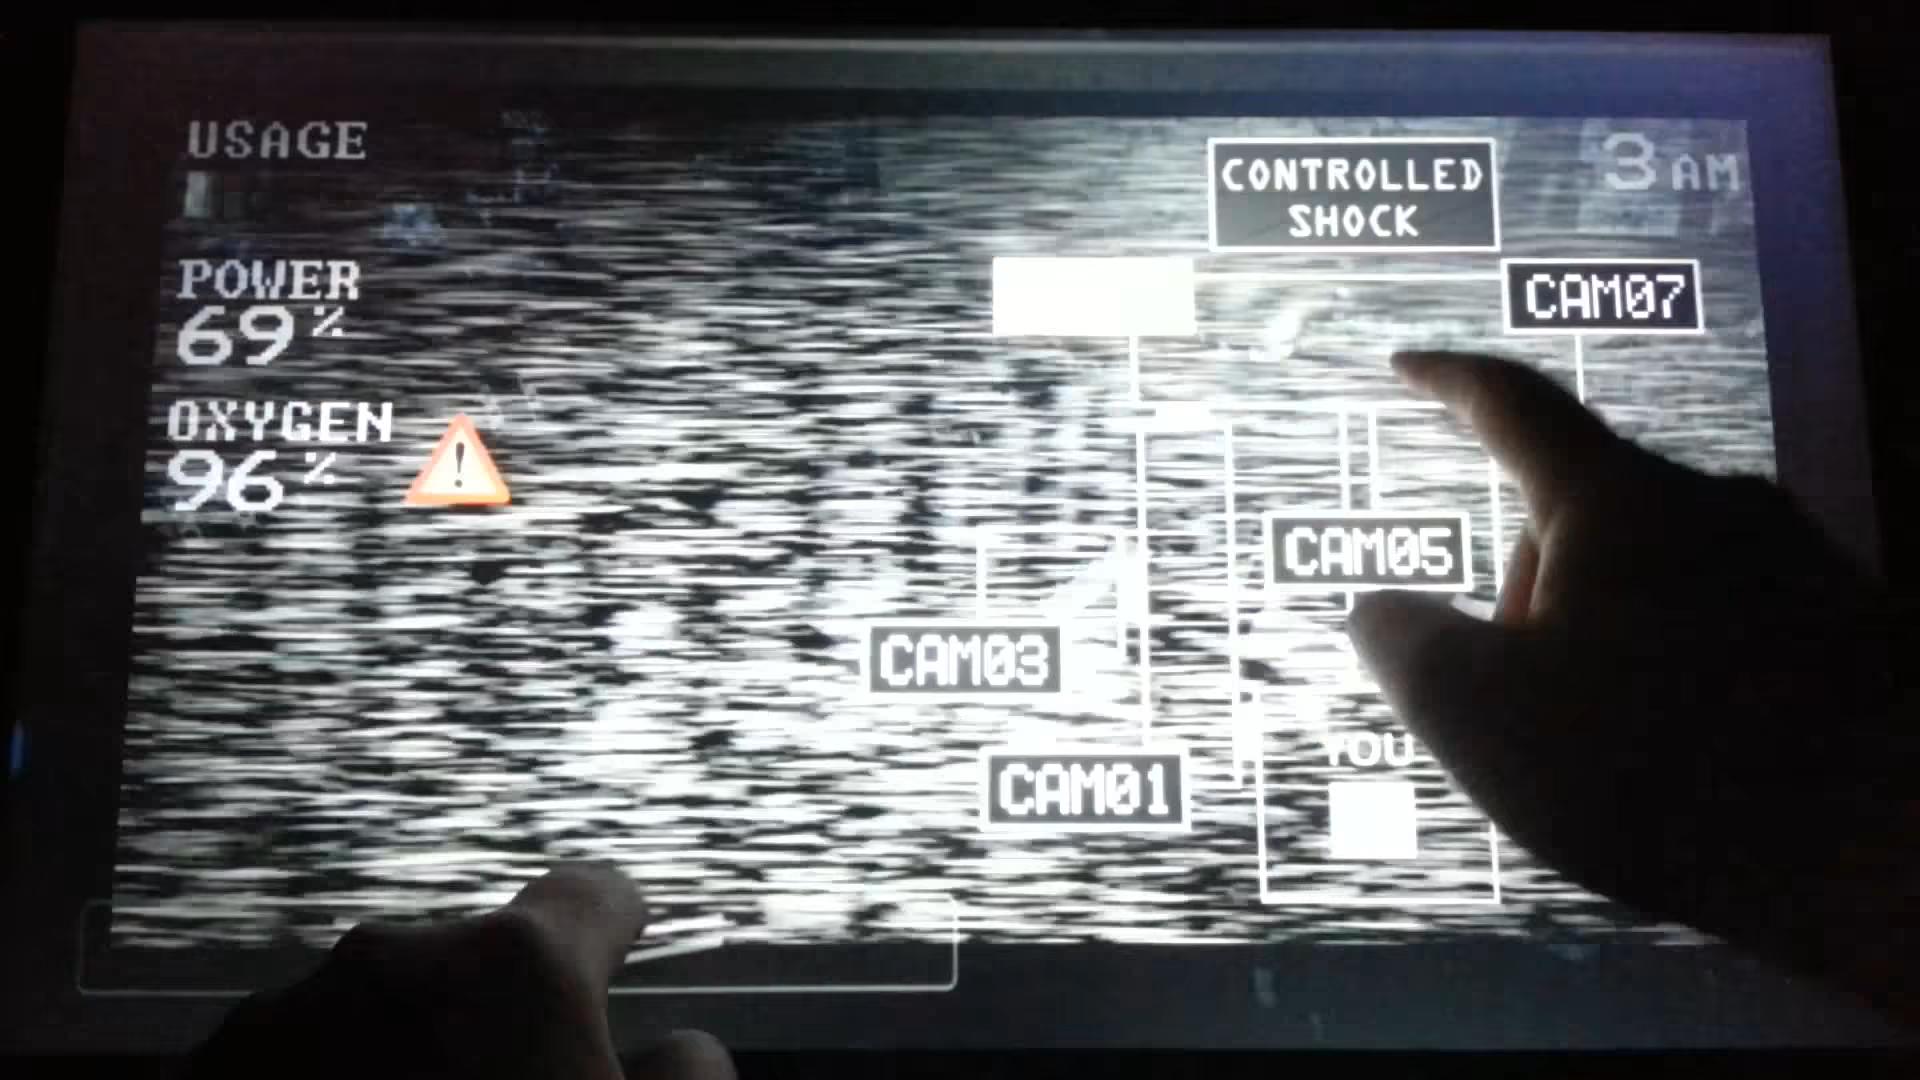 USAGE
POWER
69%
OXYGEN
96%
!
CONTROLLED
SHOCK
3 AM
CAM07
CAM05
CAM03
CAM01
YOU